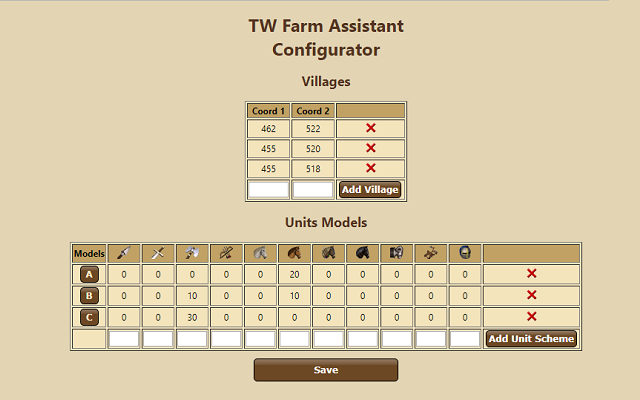 TW Farm Assistant
Configurator
Villages
Coord 1 Coord 2
462 522
455 520
455 518
Add Village
Units Models
Models
A 0 0 0 0 0 20 0 0 0 0 0
B 0 0 10 0 0 10 0 0 0 0 0
C 0 0 30 0 0 0 0 0 0 0 0
Add Unit Scheme
Save